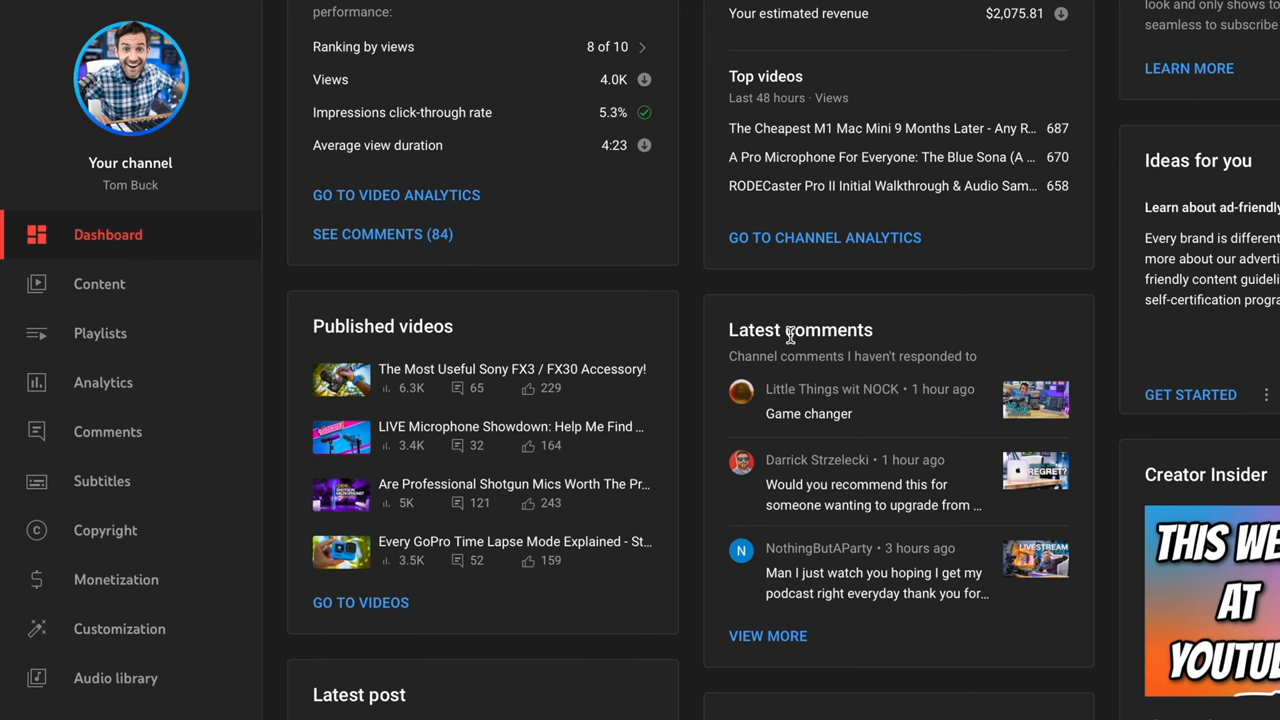 Your channel
Tom Buck
Dashboard
Content
Playlists
Analytics
Comments
Subtitles
Copyright
Monetization
Customization
Audio library
performance:
Ranking by views 8 of 10
Views 4.0K
Impressions click-through rate 5.3%
Average view duration 4:23
GO TO VIDEO ANALYTICS
SEE COMMENTS (84)
Published videos
The Most Useful Sony FX3 / FX30 Accessory!
6.3K 65 229
LIVE Microphone Showdown: Help Me Find ...
3.4K 32 164
Are Professional Shotgun Mics Worth The Pr...
5K 121 243
Every GoPro Time Lapse Mode Explained - St...
3.5K 52 159
GO TO VIDEOS
Latest post
Your estimated revenue $2,075.81
Top videos
Last 48 hours · Views
The Cheapest M1 Mac Mini 9 Months Later - Any R... 687
A Pro Microphone For Everyone: The Blue Sona (A ... 670
RODECaster Pro II Initial Walkthrough & Audio Sam... 658
GO TO CHANNEL ANALYTICS
Latest comments
Channel comments I haven't responded to
Little Things wit NOCK • 1 hour ago
Game changer
Darrick Strzelecki • 1 hour ago
Would you recommend this for
someone wanting to upgrade from ...
REGRET?
N
NothingButAParty • 3 hours ago
Man I just watch you hoping I get my
podcast right everyday thank you for...
LIVESTREAM
VIEW MORE
look and only shows to
seamless to subscribe
LEARN MORE
Ideas for you
Learn about ad-friendly
Every brand is different
more about our adverti
friendly content guideli
self-certification progra
GET STARTED
Creator Insider
THIS WE
AT
YOUTU